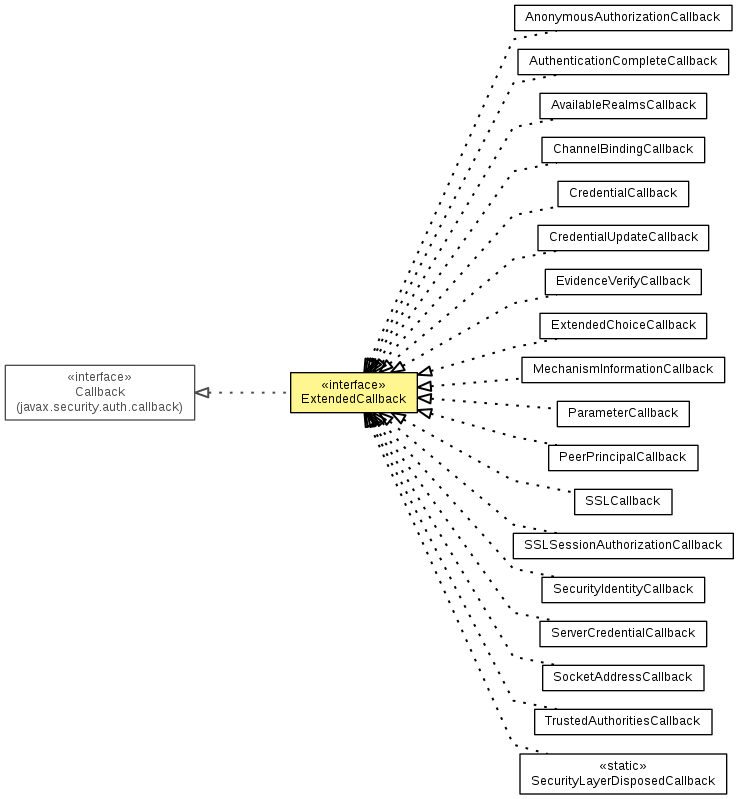 AnonymousAuthorizationCallback
AuthenticationCompleteCallback
AvailableRealmsCallback
ChannelBindingCallback
CredentialCallback
CredentialUpdateCallback
EvidenceVerifyCallback
ExtendedChoiceCallback
«interface»
Callback
(javax.security.auth.callback)
«interface»
ExtendedCallback
MechanismInformationCallback
ParameterCallback
PeerPrincipalCallback
SSLCallback
SSLSessionAuthorizationCallback
SecurityIdentityCallback
ServerCredentialCallback
SocketAddressCallback
TrustedAuthoritiesCallback
«static»
SecurityLayerDisposedCallback